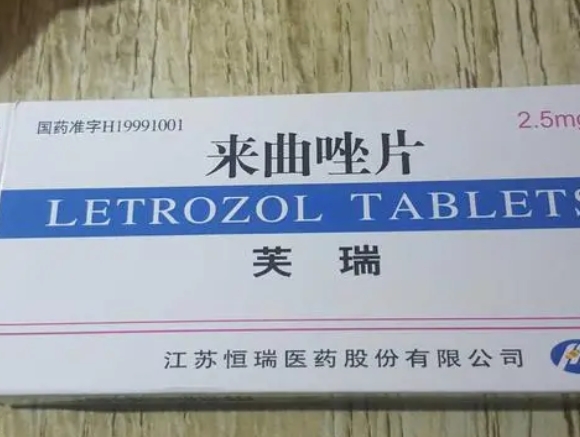 国药准字H19991001
2.5mg
来曲唑片
LETROZOL TABLETS
芙瑞
江苏恒瑞医药股份有限公司